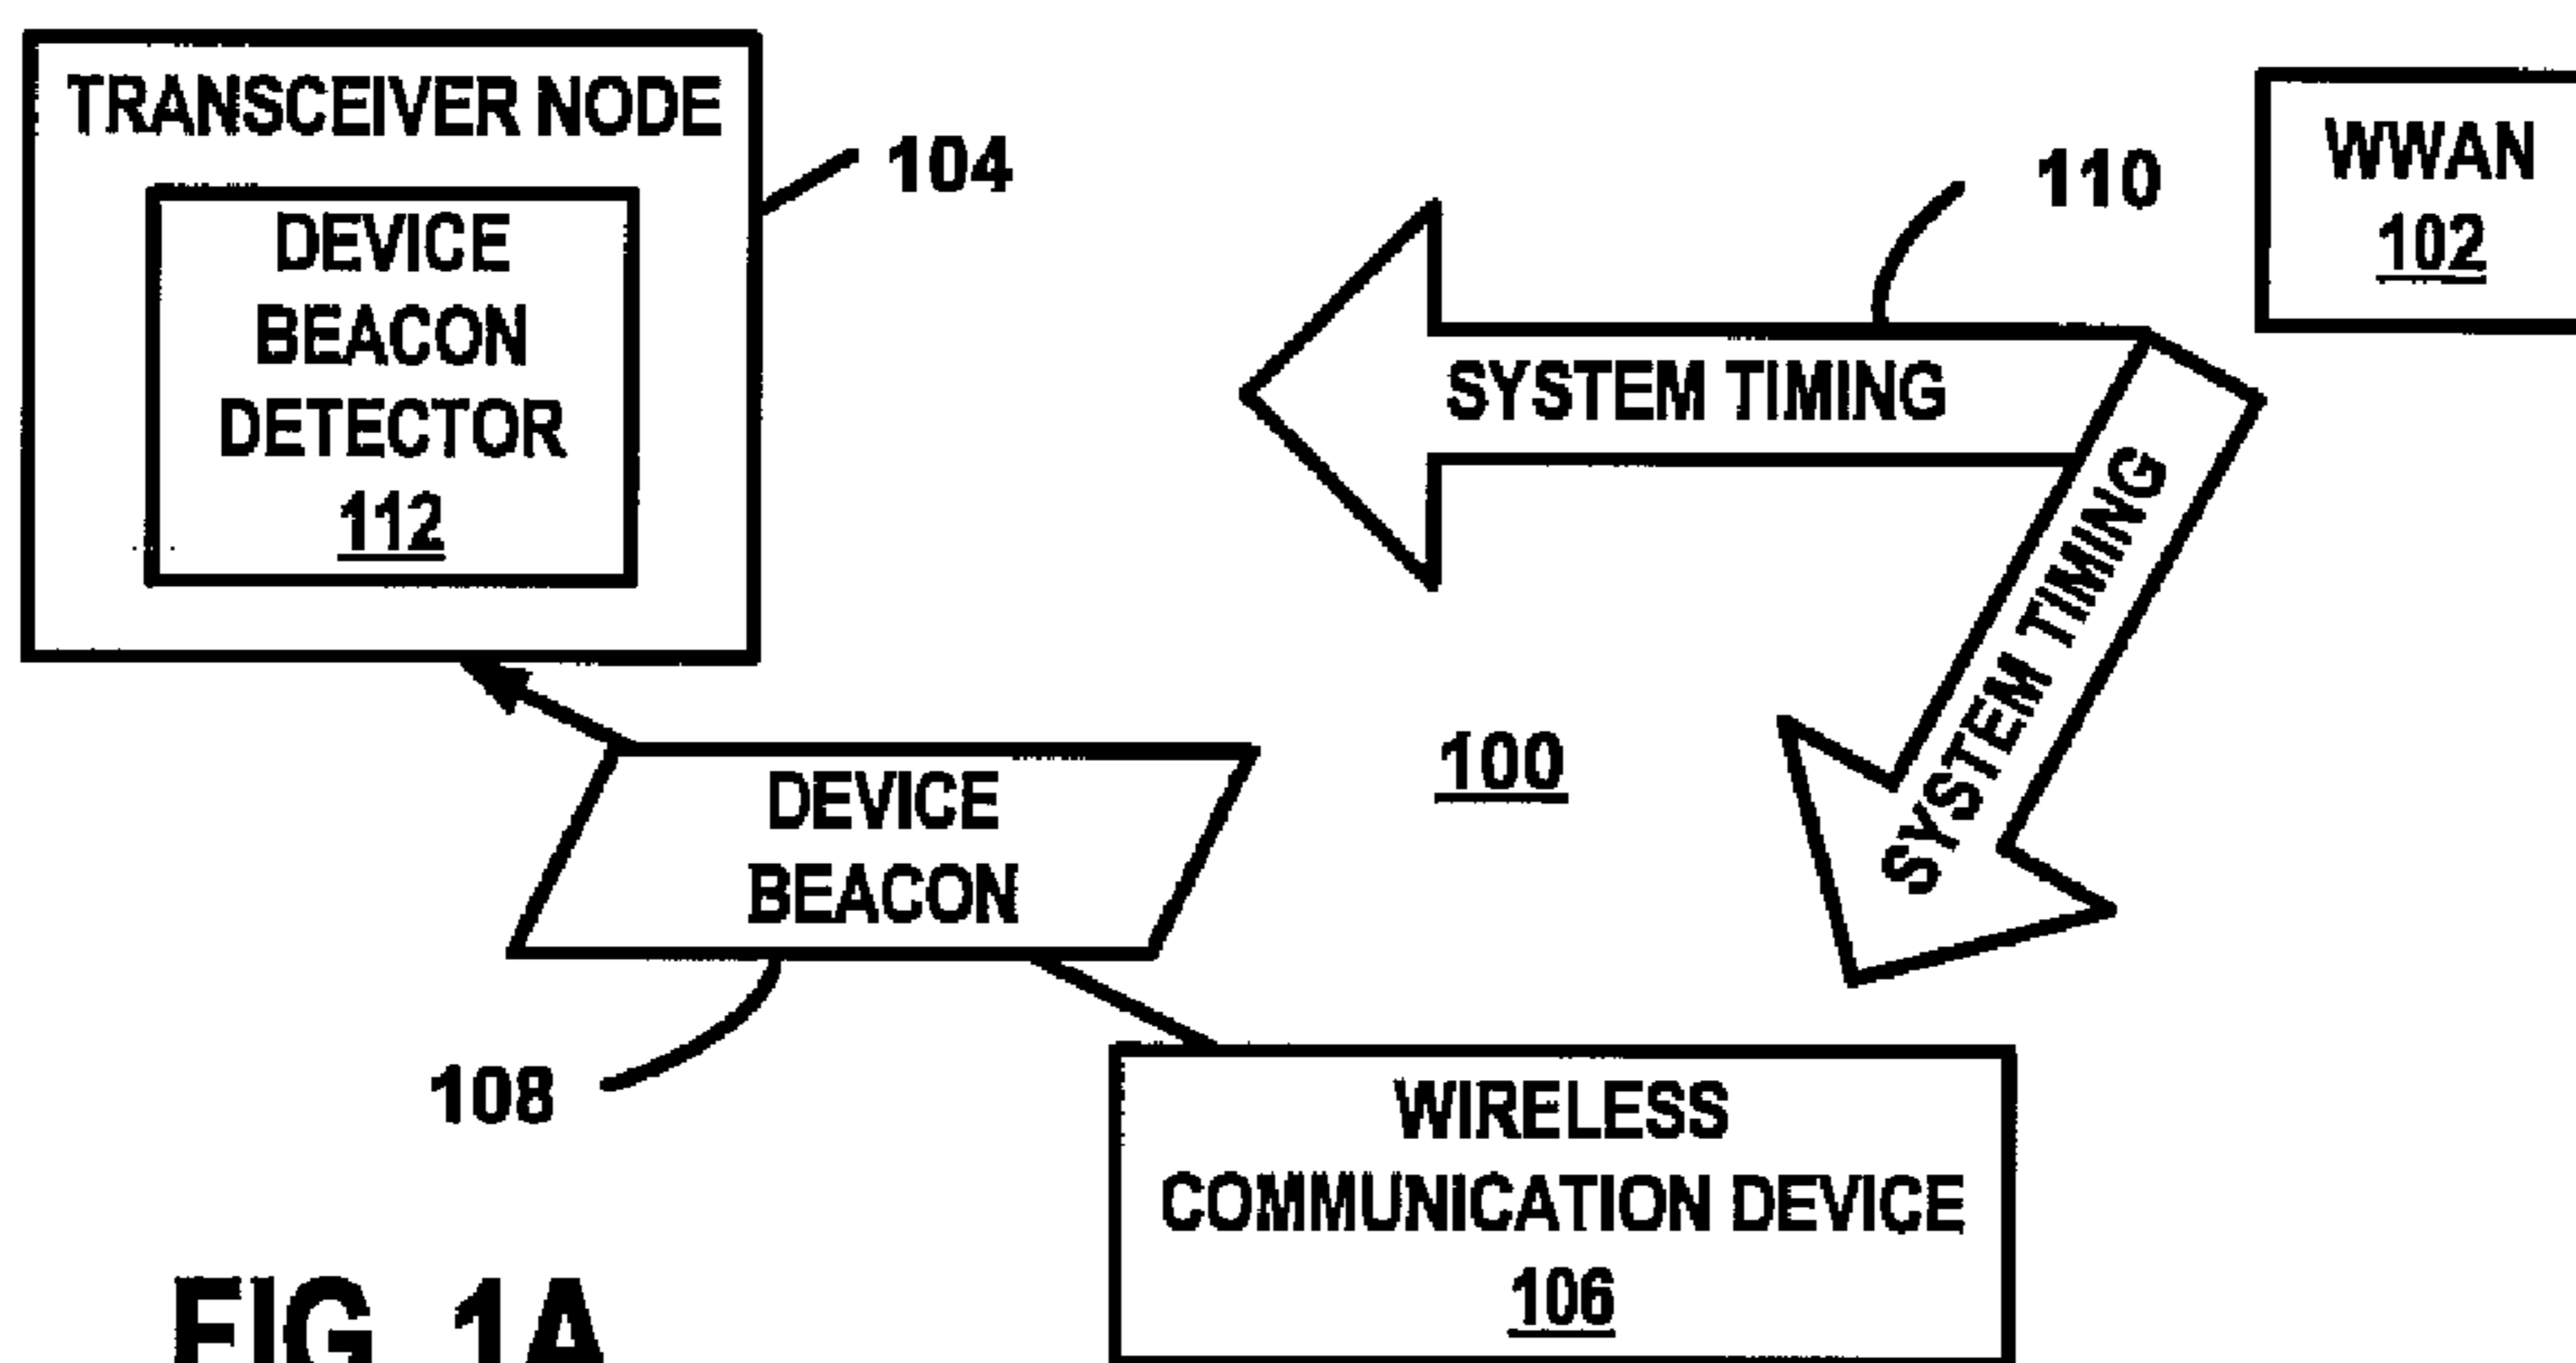 TRANSCEIVER NODE
DEVICE
BEACON
DETECTOR
112
104
110
WWAN
102
SYSTEM TIMING
SYSTEM TIMING
100
DEVICE
BEACON
108
WIRELESS
COMMUNICATION DEVICE
106
FIG. 1A